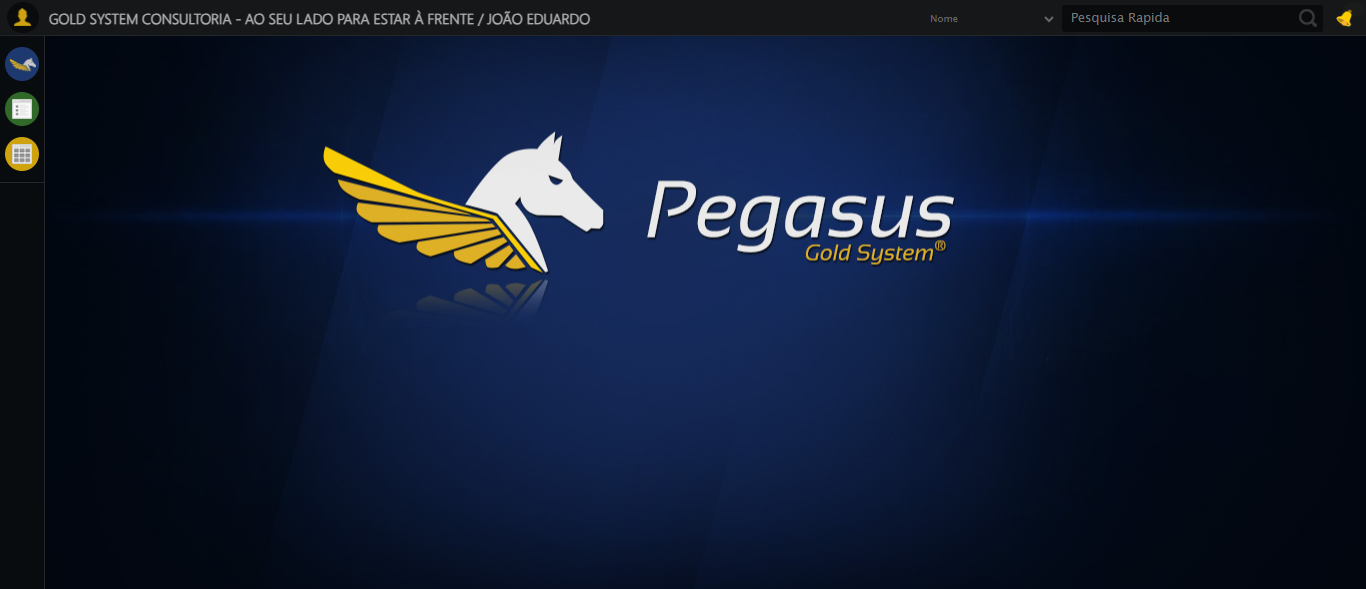 GOLD SYSTEM CONSULTORIA - AO SEU LADO PARA ESTAR À FRENTE / JOÃO EDUARDO
Nome
Pesquisa Rapida
Pegasus
Gold System®